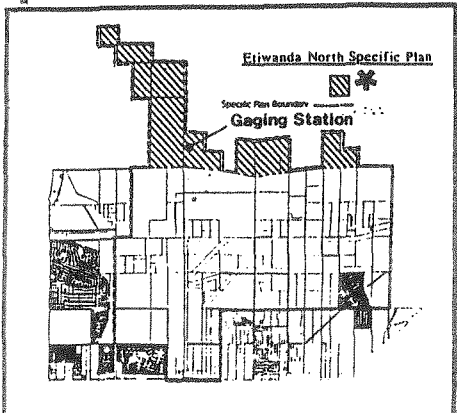 Etiwanda North Specific Plan
Specific Plan Boundary
Gaging Station